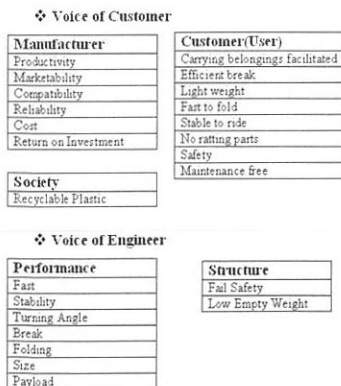 ❖ Voice of Customer
Manufacturer
Productivity
Marketability
Compatibility
Reliability
Cost
Return on Investment
Customer(User)
Carrying belongings facilitated
Efficient break
Light weight
Fast to fold
Stable to ride
No ratting parts
Safety
Maintenance free
Society
Recyclable Plastic
❖ Voice of Engineer
Performance
Fast
Stability
Turning Angle
Break
Folding
Size
Payload
Structure
Fail Safety
Low Empty Weight